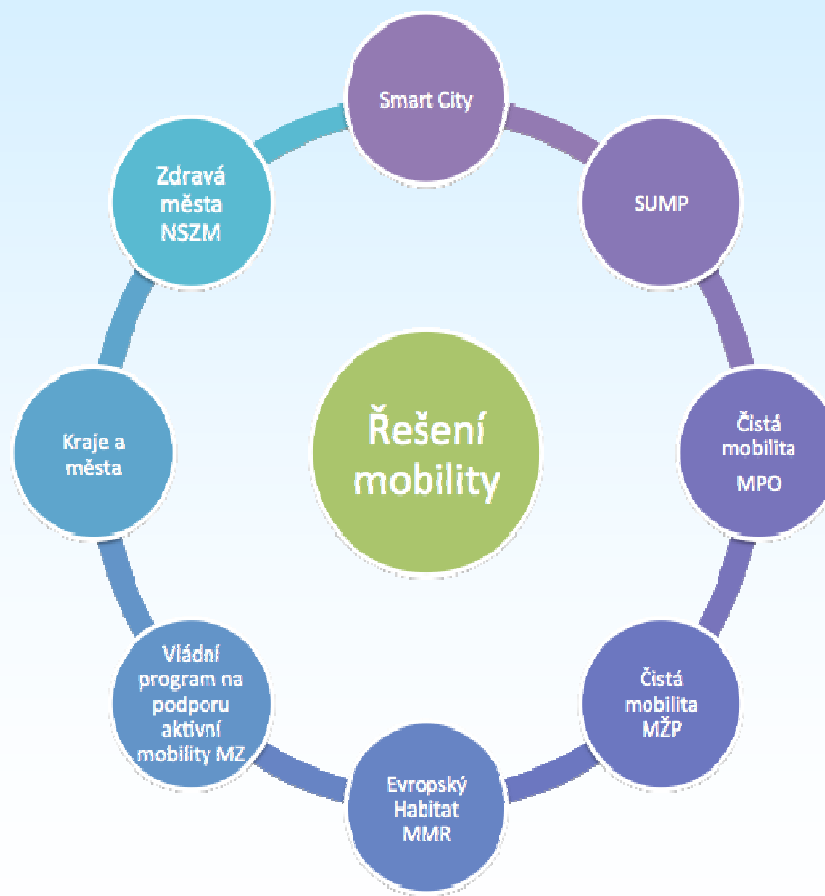 Smart City
SUMP
Čistá
mobilita
MPO
Čistá
mobilita
MŽP
Evropský
Habitat
MMR
Vládní
program na
podporu
aktivní
mobility MZ
Kraje a
města
Zdravá
města
NSZM
Řešení
mobility